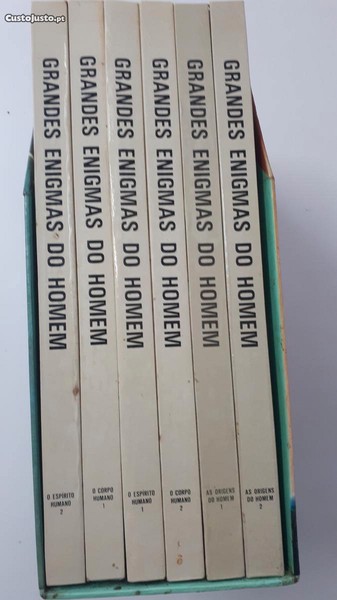 CustoJusto.pt
GRANDES ENIGMAS DO HOMEM
O ESPÍRITO
HUMANO
2
GRANDES ENIGMAS DO HOMEM
O CORPO
HUMANO
1
GRANDES ENIGMAS DO HOMEM
O ESPÍRITO
HUMANO
1
GRANDES ENIGMAS DO HOMEM
O CORPO
HUMANO
2
GRANDES ENIGMAS DO HOMEM
AS ORIGENS
DO HOMEM
1
GRANDES ENIGMAS DO HOMEM
AS ORIGENS
DO HOMEM
2